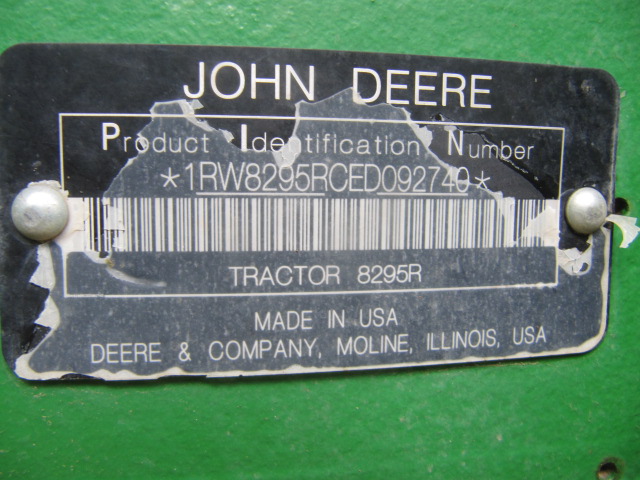 JOHN DEERE
Product Identification Number
*1RW8295RCED092740*
TRACTOR 8295R
MADE IN USA
DEERE & COMPANY, MOLINE, ILLINOIS, USA